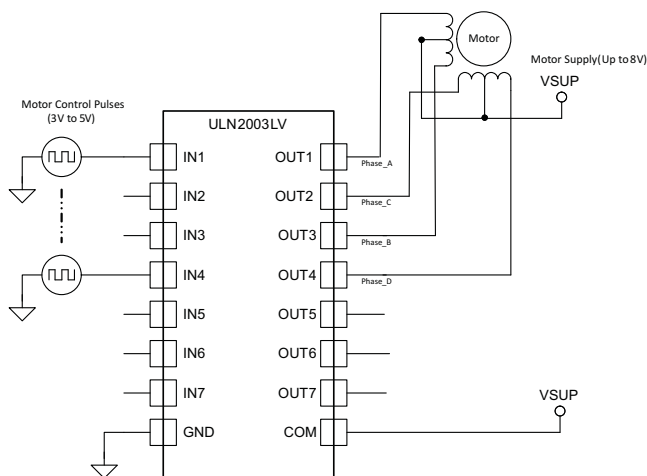 Motor
Motor Supply(Up to 8V)
VSUP
Motor Control Pulses
(3V to 5V)
ULN2003LV
IN1
OUT1
Phase_A
IN2
OUT2
Phase_C
IN3
OUT3
Phase_B
IN4
OUT4
Phase_D
IN5
OUT5
IN6
OUT6
IN7
OUT7
VSUP
GND
COM